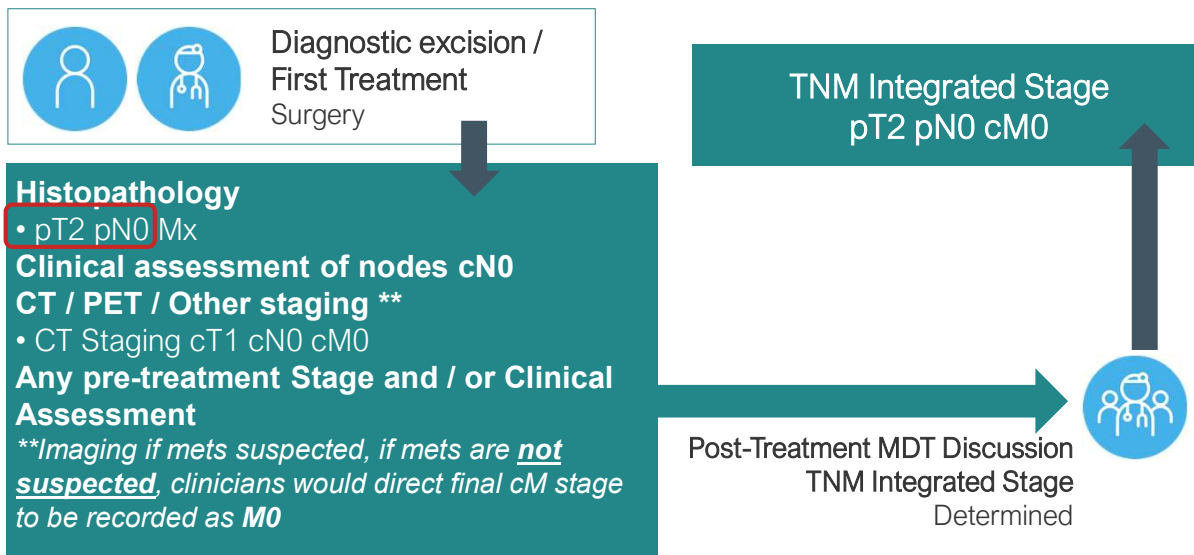 Diagnostic excision /
First Treatment
Surgery
Histopathology
• pT2 pN0 Mx
Clinical assessment of nodes cN0
CT / PET / Other staging **
• CT Staging cT1 cN0 cM0
Any pre-treatment Stage and / or Clinical
Assessment
**Imaging if mets suspected, if mets are not
suspected, clinicians would direct final cM stage
to be recorded as M0
Post-Treatment MDT Discussion
TNM Integrated Stage
Determined
TNM Integrated Stage
pT2 pN0 cM0